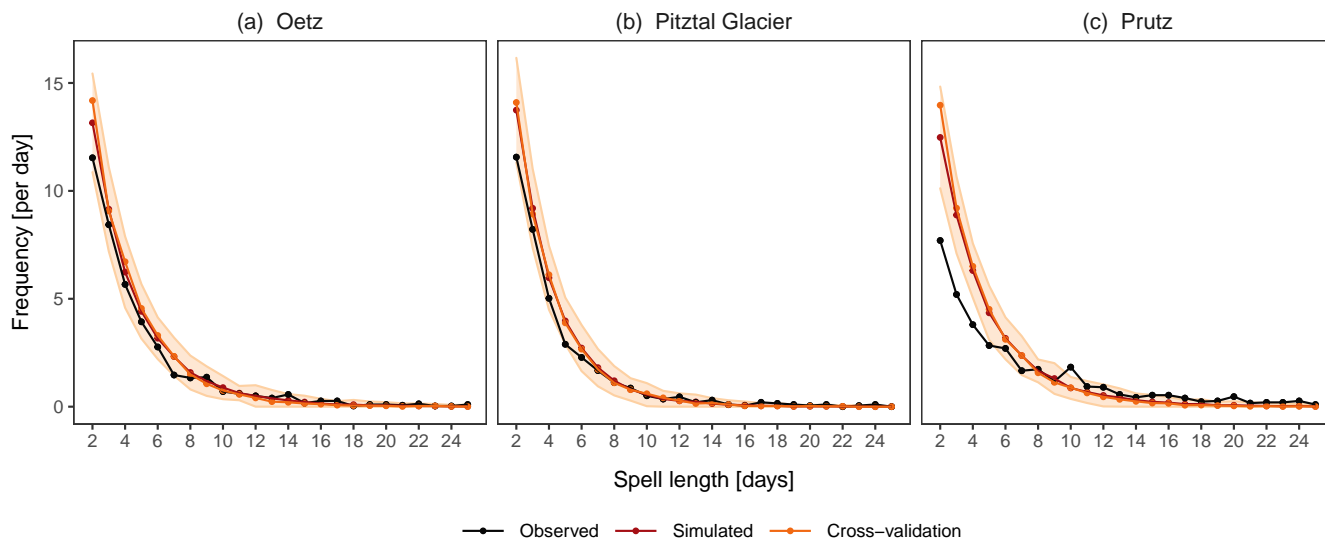 (a) Oetz
(b) Pitztal Glacier
(c) Prutz
Frequency [per day]
15
10
5
0
2 4 6 8 10 12 14 16 18 20 22 24
2 4 6 8 10 12 14 16 18 20 22 24
2 4 6 8 10 12 14 16 18 20 22 24
Spell length [days]
Observed
Simulated
Cross−validation